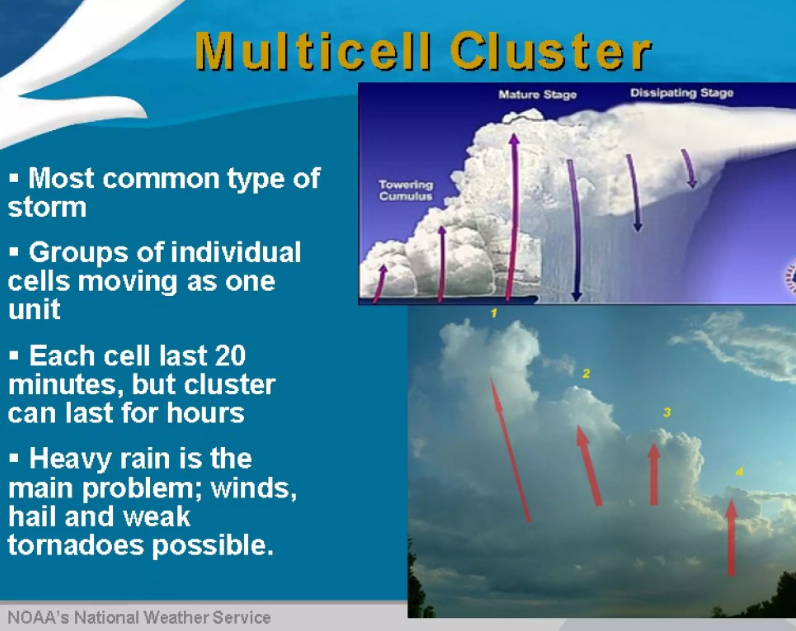 Multicell Cluster
▪ Most common type of
storm
▪ Groups of individual
cells moving as one
unit
▪ Each cell last 20
minutes, but cluster
can last for hours
▪ Heavy rain is the
main problem; winds,
hail and weak
tornadoes possible.
Mature Stage
Dissipating Stage
Towering
Cumulus
1
2
3
4
NOAA's National Weather Service